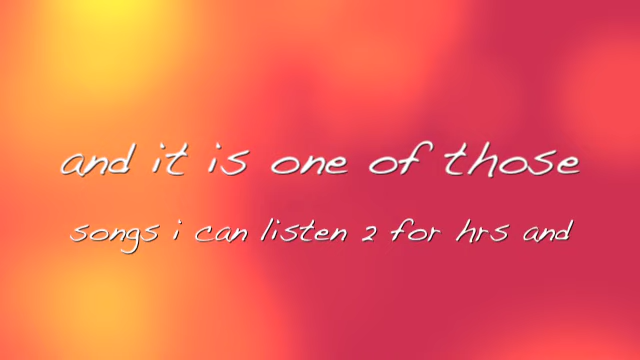 and it is one of those
songs i can listen 2 for hrs and